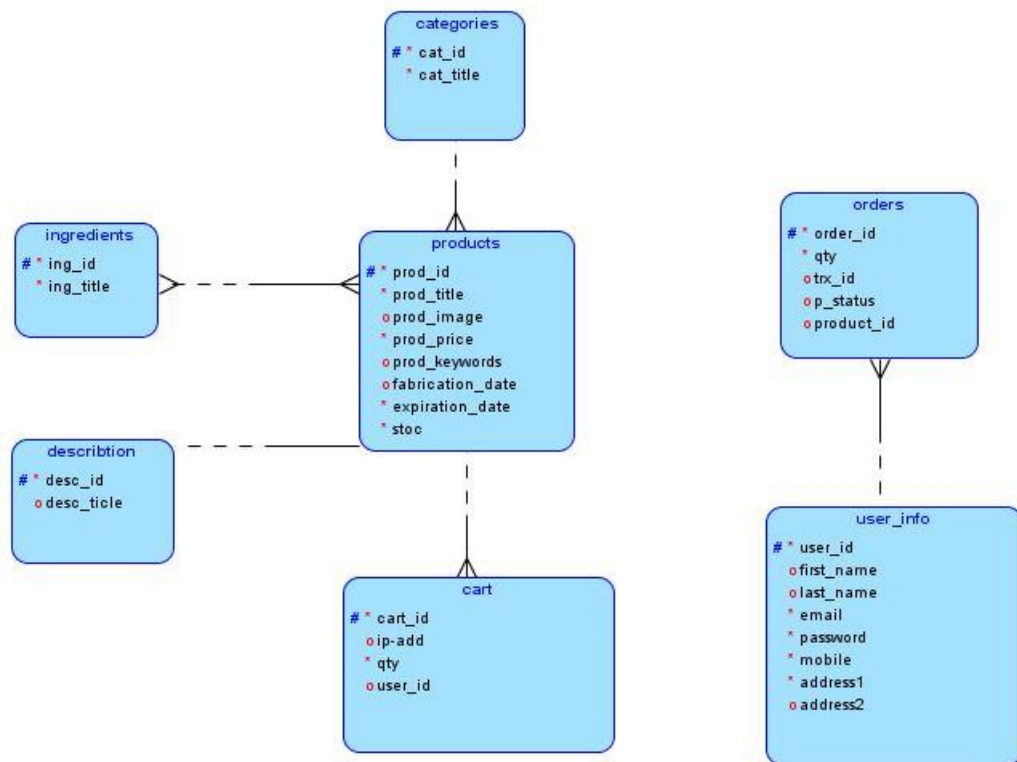 categories
# * cat_id
* cat_title
ingredients
# * ing_id
* ing_title
products
# * prod_id
* prod_title
o prod_image
* prod_price
o prod_keywords
o fabrication_date
* expiration_date
* stoc
orders
# * order_id
* qty
o trx_id
o p_status
o product_id
describtion
# * desc_id
o desc_ticle
cart
# * cart_id
o ip-add
* qty
o user_id
user_info
# * user_id
o first_name
o last_name
* email
* password
* mobile
* address1
o address2